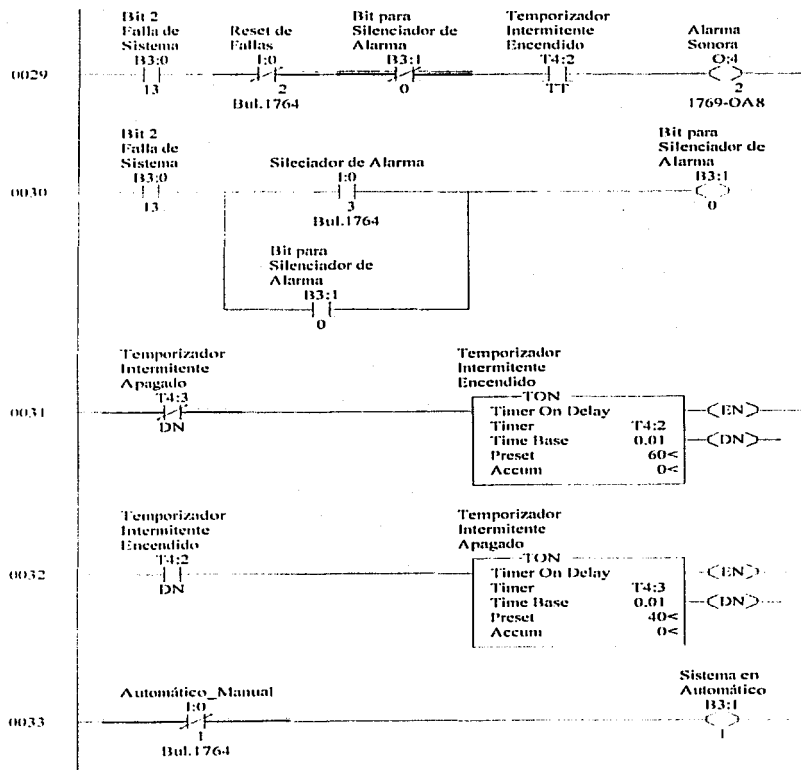 Bit 2
Falla de
Sistema
B3:0
13
Reset de
Fallas
I:0
2
Bul.1764
Bit para
Silenciador de
Alarma
B3:1
0
Temporizador
Intermitente
Encendido
T4:2
TT
Alarma
Sonora
O:4
2
1769-OA8
0029
Bit 2
Falla de
Sistema
B3:0
13
Sileciador de Alarma
I:0
3
Bul.1764
Bit para
Silenciador de
Alarma
B3:1
0
Bit para
Silenciador de
Alarma
B3:1
0
0030
Temporizador
Intermitente
Apagado
T4:3
DN
Temporizador
Intermitente
Encendido
TON
Timer On Delay
Timer T4:2
Time Base 0.01
Preset 60<
Accum 0<
EN
DN
0031
Temporizador
Intermitente
Encendido
T4:2
DN
Temporizador
Intermitente
Apagado
TON
Timer On Delay
Timer T4:3
Time Base 0.01
Preset 40<
Accum 0<
EN
DN
0032
Automático_Manual
I:0
1
Bul.1764
Sistema en
Automático
B3:1
1
0033